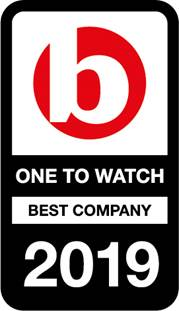 b
ONE TO WATCH
BEST COMPANY
2019